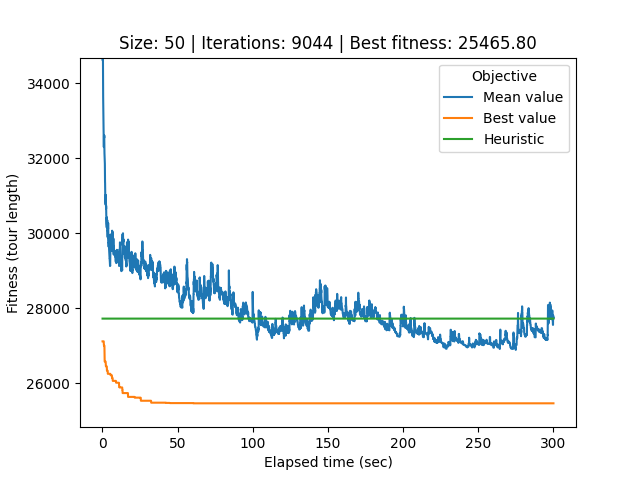 Size: 50 | Iterations: 9044 | Best fitness: 25465.80
Objective
Mean value
Best value
Heuristic
34000
32000
30000
28000
26000
Fitness (tour length)
0 50 100 150 200 250 300
Elapsed time (sec)